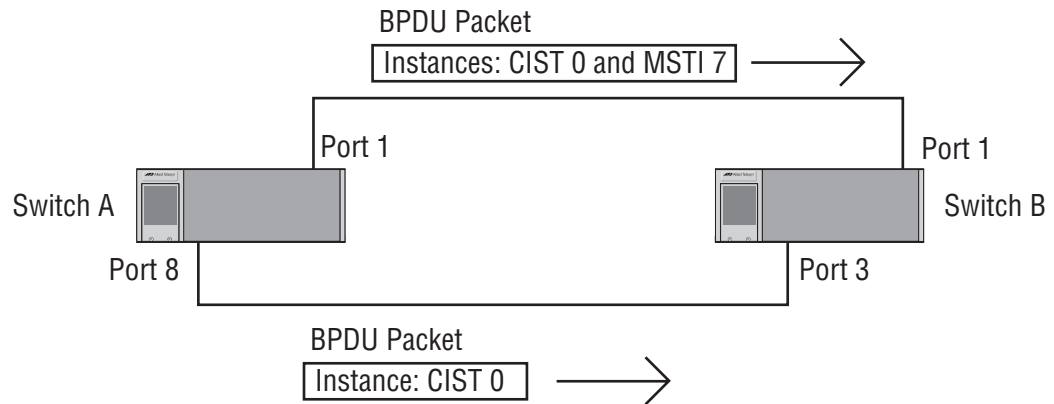 BPDU Packet
Instances: CIST 0 and MSTI 7
Port 1
Port 1
Switch A
Switch B
Port 8
Port 3
BPDU Packet
Instance: CIST 0